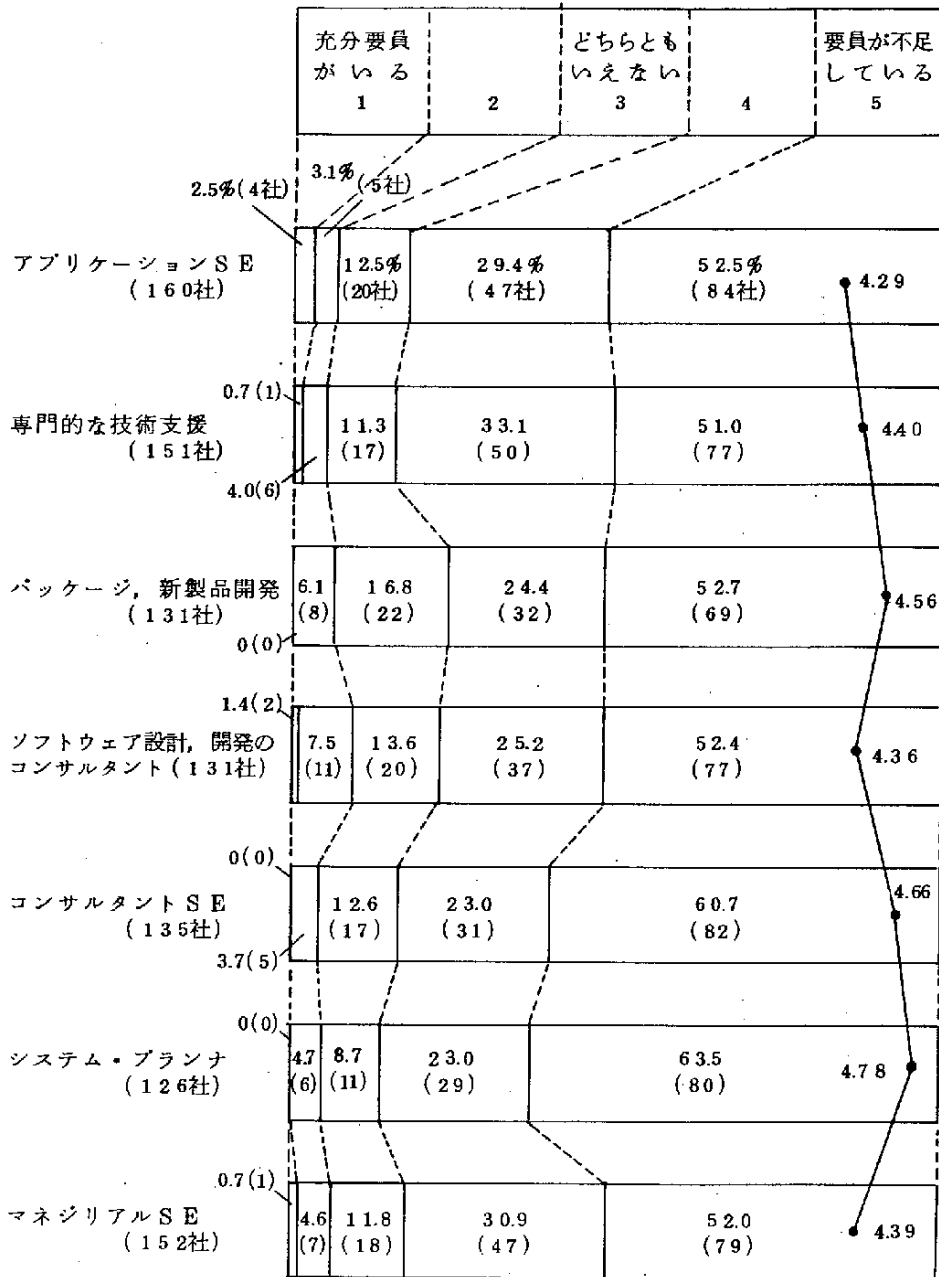 充分要員
がいる
1
2
どちらとも
いえない
3
4
要員が不足
している
5
2.5%(4社)
3.1%(5社)
アプリケーションSE
(160社)
12.5%
(20社)
29.4%
(47社)
52.5%
(84社)
4.29
専門的な技術支援
(151社)
0.7(1)
4.0(6)
11.3
(17)
33.1
(50)
51.0
(77)
4.40
パッケージ,新製品開発
(131社)
0(0)
6.1
(8)
16.8
(22)
24.4
(32)
52.7
(69)
4.56
ソフトウェア設計,開発の
コンサルタント(131社)
1.4(2)
7.5
(11)
13.6
(20)
25.2
(37)
52.4
(77)
4.36
コンサルタントSE
(135社)
0(0)
3.7(5)
12.6
(17)
23.0
(31)
60.7
(82)
4.66
システム・プランナ
(126社)
0(0)
4.7
(6)
8.7
(11)
23.0
(29)
63.5
(80)
4.78
マネジリアルSE
(152社)
0.7(1)
4.6
(7)
11.8
(18)
30.9
(47)
52.0
(79)
4.39